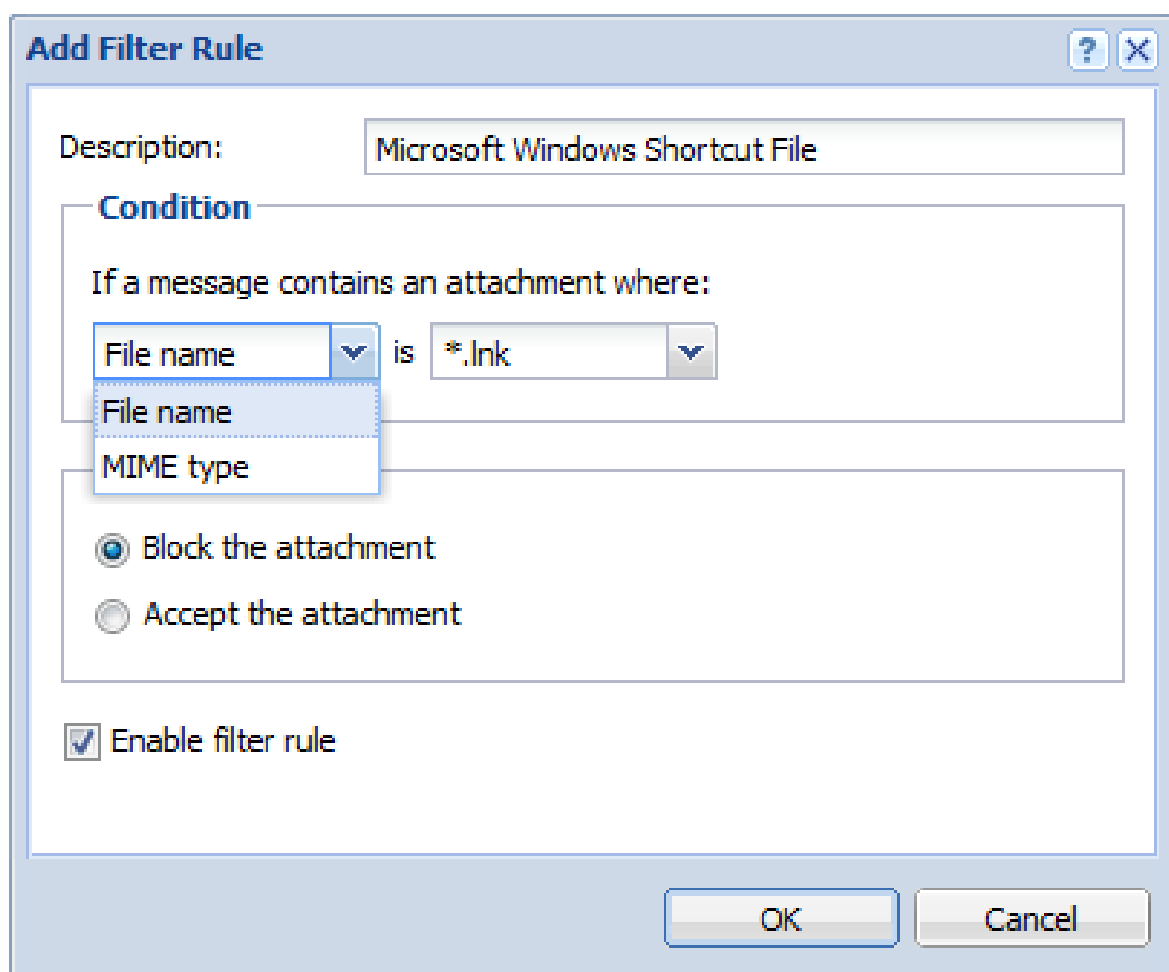 Add Filter Rule ?
Description: Microsoft Windows Shortcut File
Condition
If a message contains an attachment where:
File name is *.lnk
File name
MIME type
Block the attachment
Accept the attachment
Enable filter rule
OK Cancel